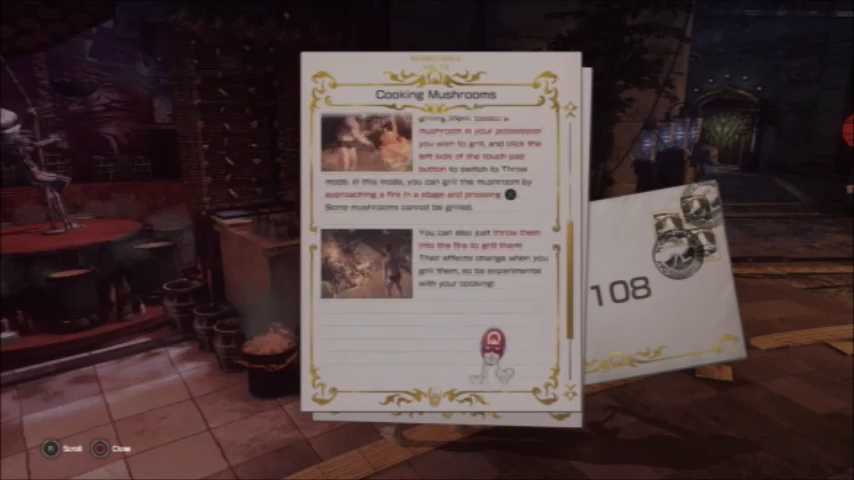 Cooking Mushrooms
mushroom in your possession
you wish to grill, and click the
left side of the touch pad
button to switch to Throw
mode. In this mode, you can grill the mushroom by
approaching a fire in a stage and pressing
Some mushrooms cannot be grilled.
You can also just throw them
into the fire to grill them!
Their effects change when you
grill them, so be experimental
with your cooking!
108
Scroll
Close